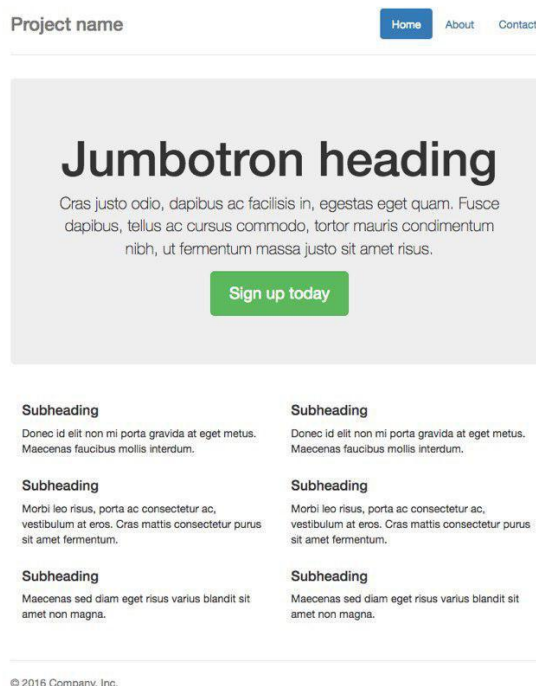 Project name
Home About Contact
Jumbotron heading
Cras justo odio, dapibus ac facilisis in, egestas eget quam. Fusce
dapibus, tellus ac cursus commodo, tortor mauris condimentum
nibh, ut fermentum massa justo sit amet risus.
Sign up today
Subheading
Donec id elit non mi porta gravida at eget metus.
Maecenas faucibus mollis interdum.
Subheading
Morbi leo risus, porta ac consectetur ac,
vestibulum at eros. Cras mattis consectetur purus
sit amet fermentum.
Subheading
Maecenas sed diam eget risus varius blandit sit
amet non magna.
Subheading
Donec id elit non mi porta gravida at eget metus.
Maecenas faucibus mollis interdum.
Subheading
Morbi leo risus, porta ac consectetur ac,
vestibulum at eros. Cras mattis consectetur purus
sit amet fermentum.
Subheading
Maecenas sed diam eget risus varius blandit sit
amet non magna.
© 2016 Company, Inc.